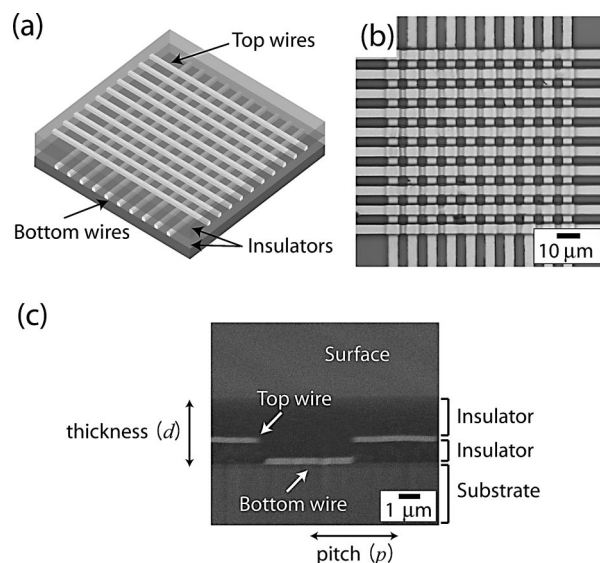 (a)
Top wires
Bottom wires
Insulators
(b)
10 μm
(c)
Surface
Top wire
thickness (d)
Insulator
Insulator
Bottom wire
Substrate
1 μm
pitch (p)